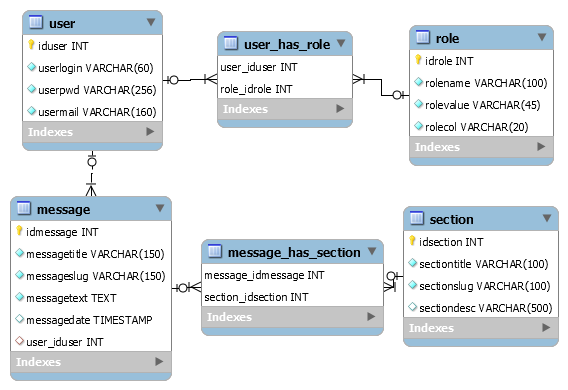 user
iduser INT
userlogin VARCHAR(60)
userpwd VARCHAR(256)
usermail VARCHAR(160)
Indexes
user_has_role
user_iduser INT
role_idrole INT
Indexes
role
idrole INT
rolename VARCHAR(100)
rolevalue VARCHAR(45)
rolecol VARCHAR(20)
Indexes
message
idmessage INT
messagetitle VARCHAR(150)
messageslug VARCHAR(150)
messagetext TEXT
messagedate TIMESTAMP
user_iduser INT
Indexes
message_has_section
message_idmessage INT
section_idsection INT
Indexes
section
idsection INT
sectiontitle VARCHAR(100)
sectionslug VARCHAR(100)
sectiondesc VARCHAR(500)
Indexes